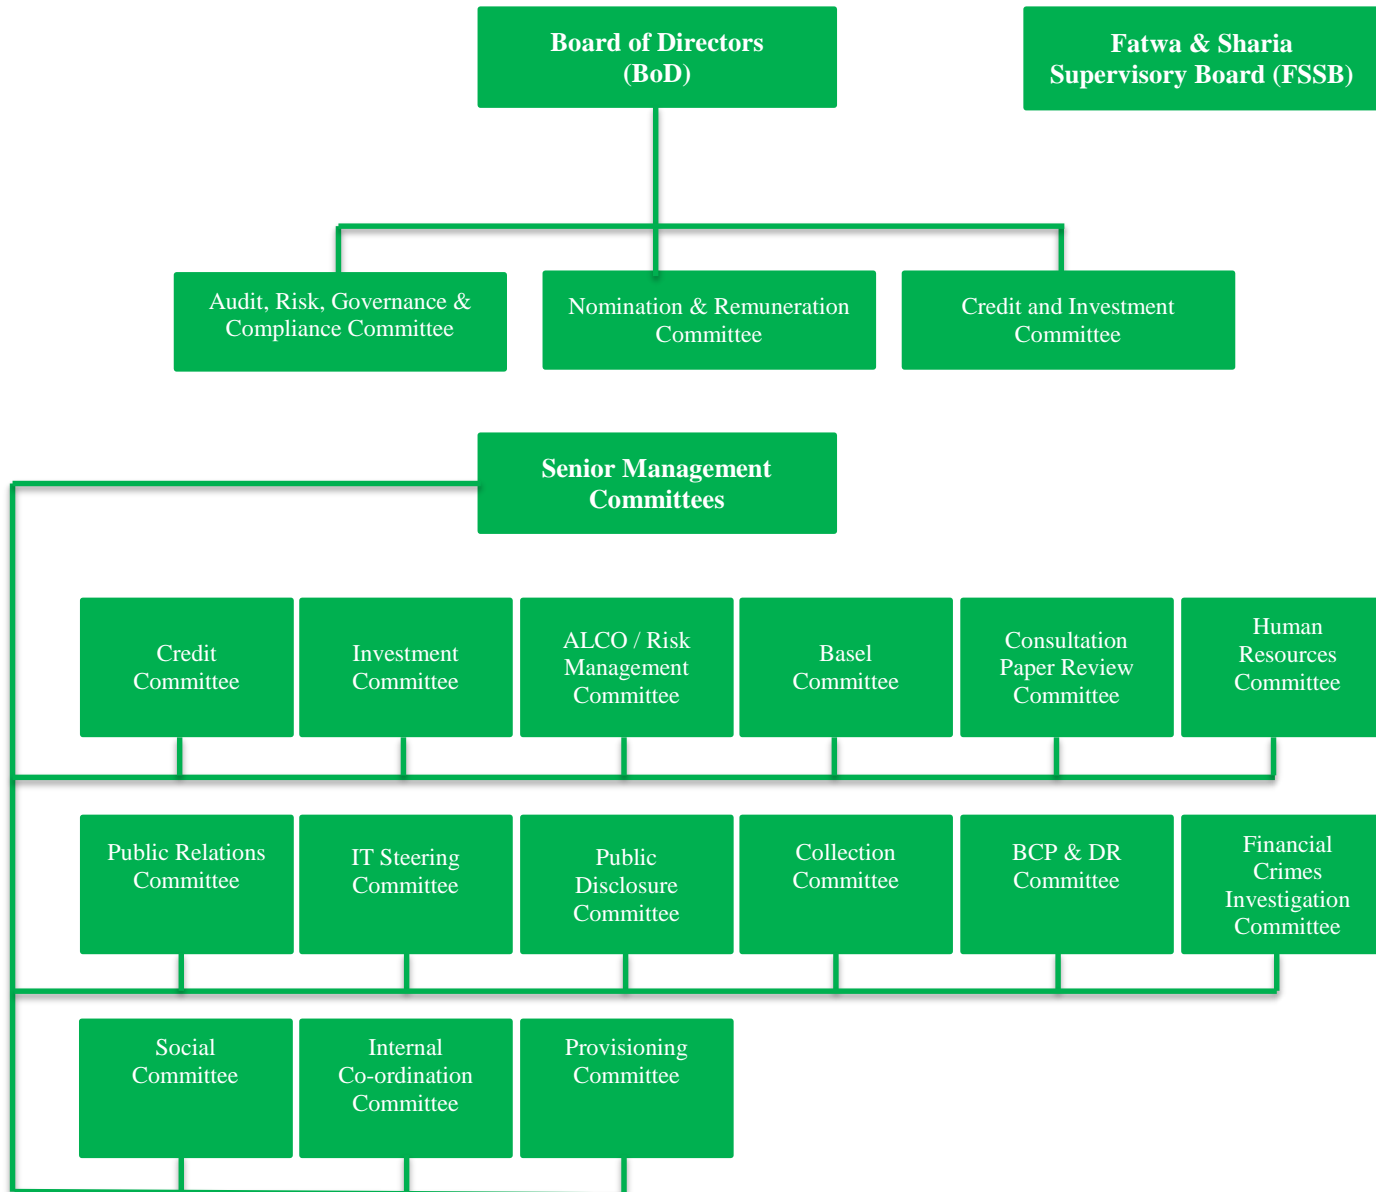 Board of Directors
(BoD)
Fatwa & Sharia
Supervisory Board (FSSB)
Audit, Risk, Governance &
Compliance Committee
Nomination & Remuneration
Committee
Credit and Investment
Committee
Senior Management
Committees
Credit
Committee
Investment
Committee
ALCO / Risk
Management
Committee
Basel
Committee
Consultation
Paper Review
Committee
Human
Resources
Committee
Public Relations
Committee
IT Steering
Committee
Public
Disclosure
Committee
Collection
Committee
BCP & DR
Committee
Financial
Crimes
Investigation
Committee
Social
Committee
Internal
Co-ordination
Committee
Provisioning
Committee